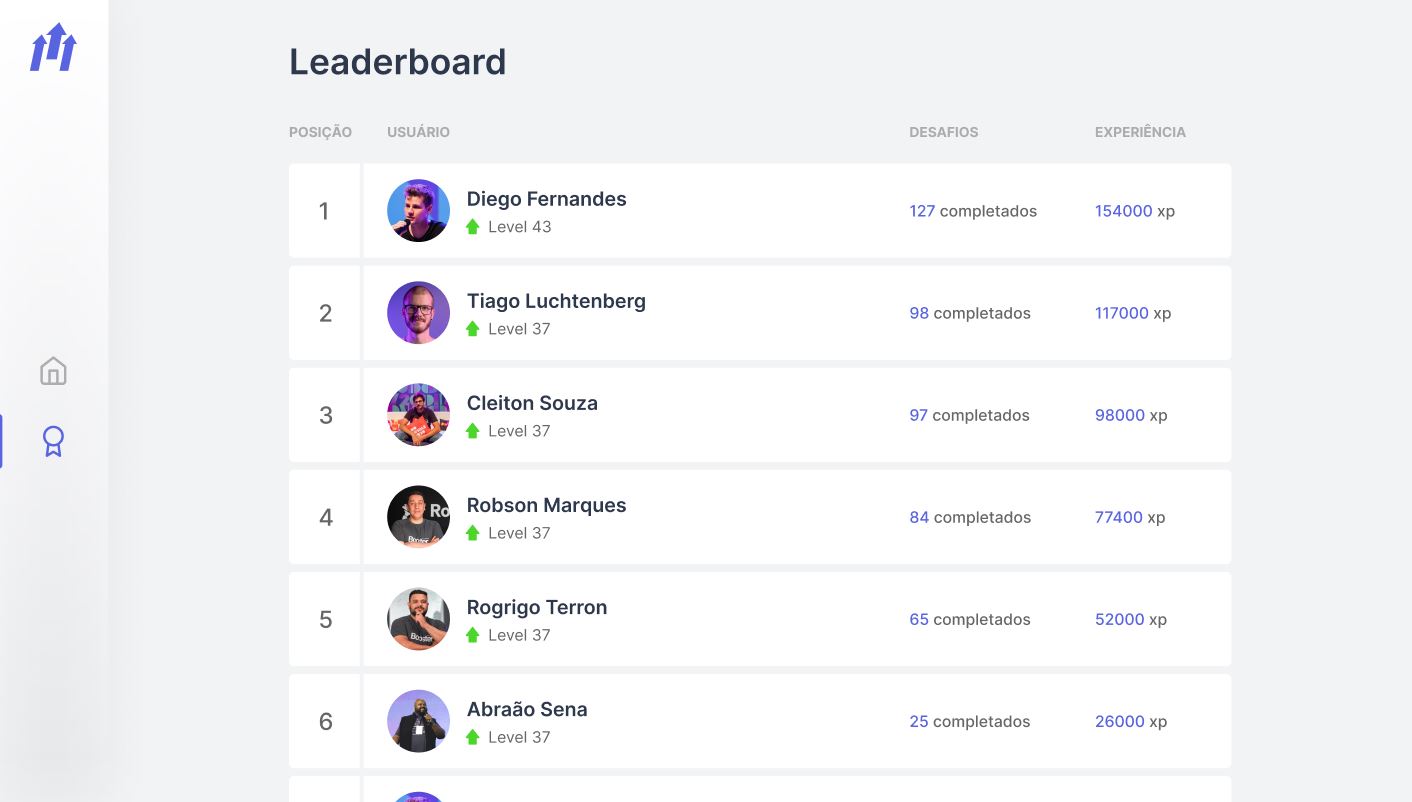 Leaderboard
POSIÇÃO USUÁRIO DESAFIOS EXPERIÊNCIA
1 Diego Fernandes 127 completados 154000 xp
Level 43
2 Tiago Luchtenberg 98 completados 117000 xp
Level 37
3 Cleiton Souza 97 completados 98000 xp
Level 37
4 Robson Marques 84 completados 77400 xp
Level 37
Ro
Booster
5 Rogrigo Terron 65 completados 52000 xp
Level 37
Booster
6 Abraão Sena 25 completados 26000 xp
Level 37